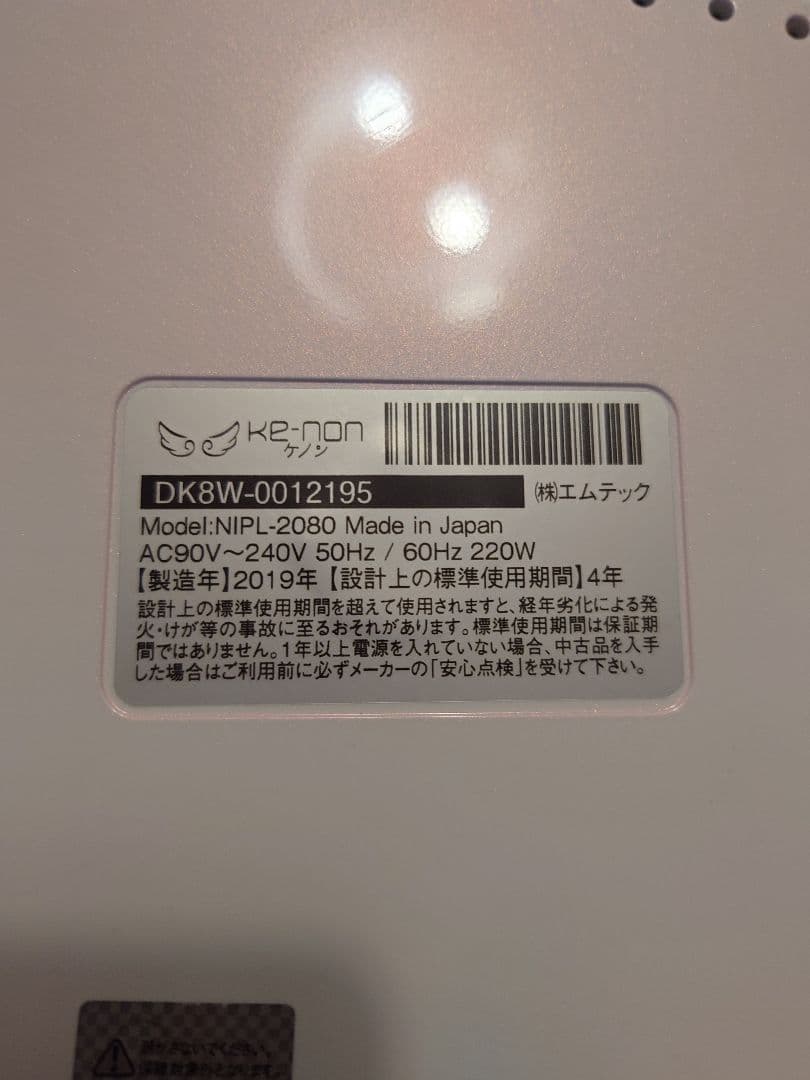 ke-non
ケノン
DK8W-0012195
㈱エムテック
Model:NIPL-2080 Made in Japan
AC90V～240V 50Hz / 60Hz 220W
【製造年】2019年【設計上の標準使用期間】4年
設計上の標準使用期間を超えて使用されますと、経年劣化による発
火・けが等の事故に至るおそれがあります。標準使用期間は保証期
間ではありません。1年以上電源を入れていない場合、中古品を入手
した場合はご利用前に必ずメーカーの「安心点検」を受けて下さい。